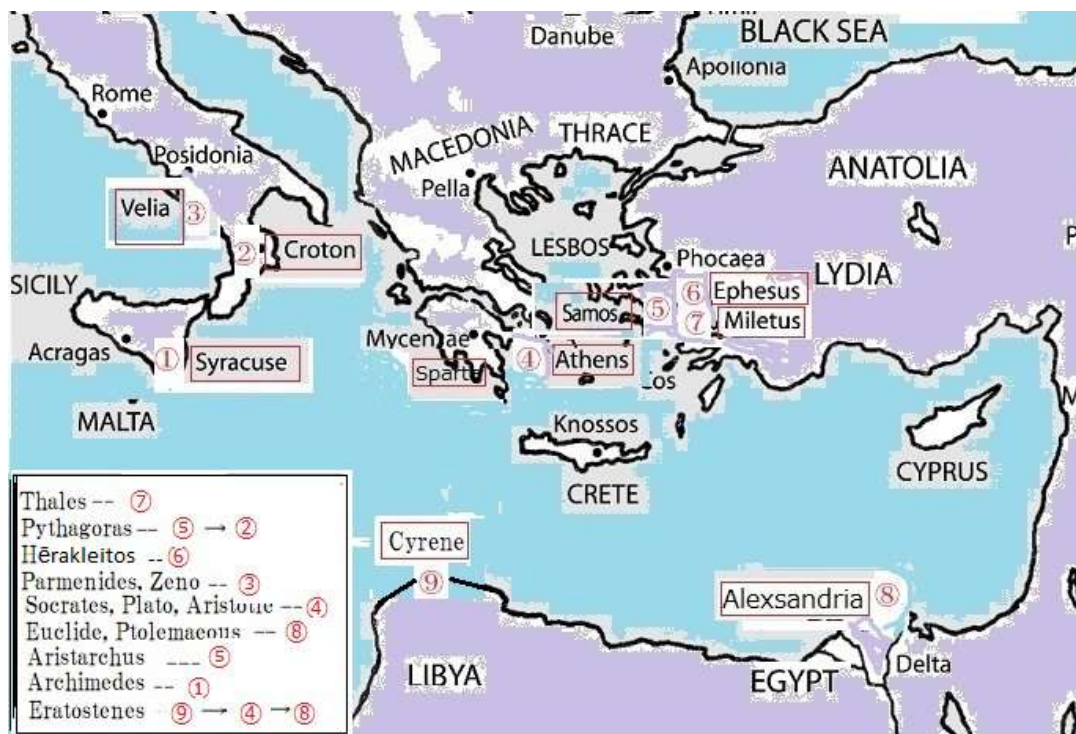 Danube
BLACK SEA
Apollonia
Rome
THRACE
MACEDONIA
Posidonia
ANATOLIA
Pella
Velia ③
② Croton
LESBOS
Phocaea
LYDIA
SICILY
⑥ Ephesus
Samos ⑤
⑦ Miletus
Acragas
① Syracuse
Mycenae
④ Athens
Sparta
MALTA
Knossos
CRETE
CYPRUS
Thales -- ⑦
Pythagoras -- ⑤ → ②
Hērakleitos -- ⑥
Parmenides, Zeno -- ③
Socrates, Plato, Aristotle -- ④
Euclide, Ptolemaeous -- ⑧
Aristarchus --- ⑤
Archimedes -- ①
Eratostenes ⑨ → ④ → ⑧
Cyrene
⑨
Alexsandria ⑧
LIBYA
EGYPT
Delta